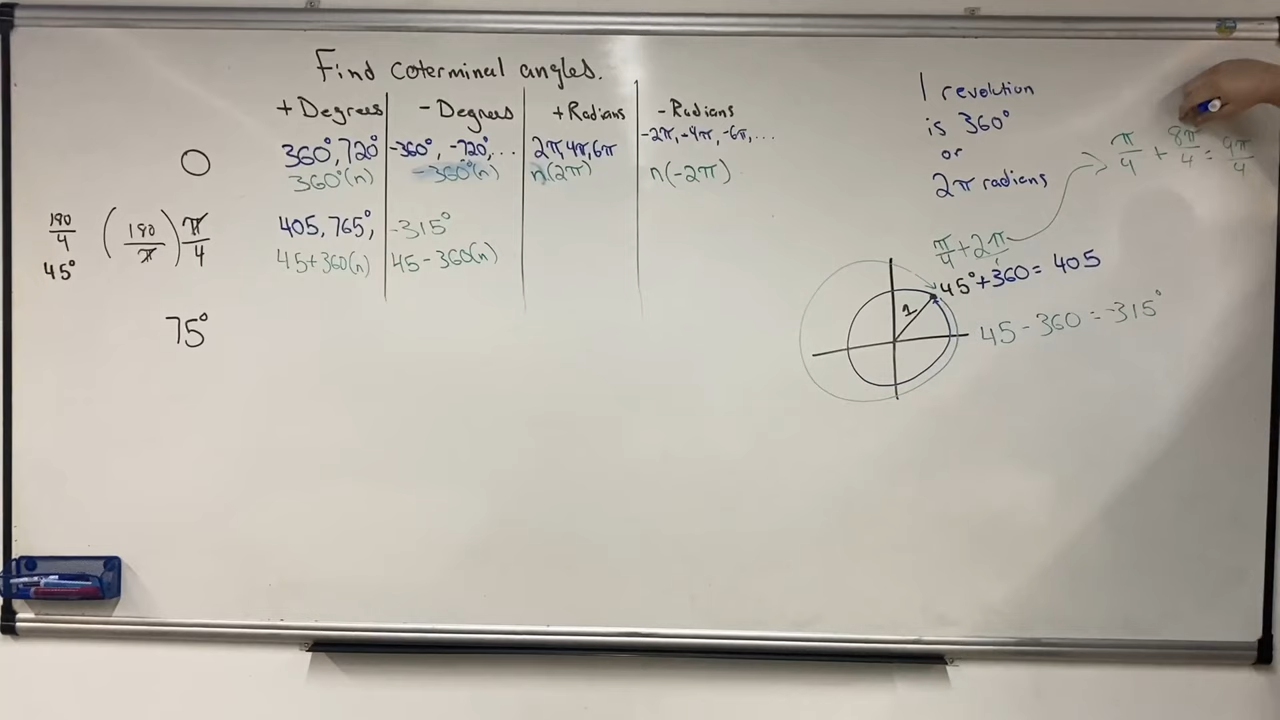 Find coterminal angles.
+ Degrees - Degrees + Radians - Radians
0 360°, 720° -360°, -720°, ... 2π, 4π, 6π -2π, -4π, -6π, ...
360°(n) -360°(n) n(2π) n(-2π)
180/4 (180/π) π/4 405, 765, -315°
45° 45+360(n) 45-360(n)
75°
1 revolution
is 360°
or
2π radians
π/4 + 8π/4 = 9π/4
π/4 + 2π/1
45° + 360 = 405
1
45 - 360 = -315°